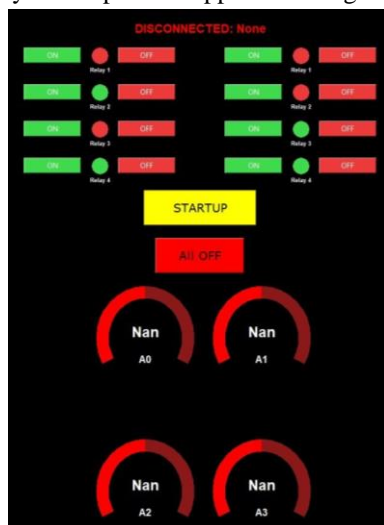 DISCONNECTED: None
ON OFF ON OFF
Relay 1 Relay 1
ON OFF ON OFF
Relay 2 Relay 2
ON OFF ON OFF
Relay 3 Relay 3
ON OFF ON OFF
Relay 4 Relay 4
STARTUP
All OFF
Nan Nan
A0 A1
Nan Nan
A2 A3